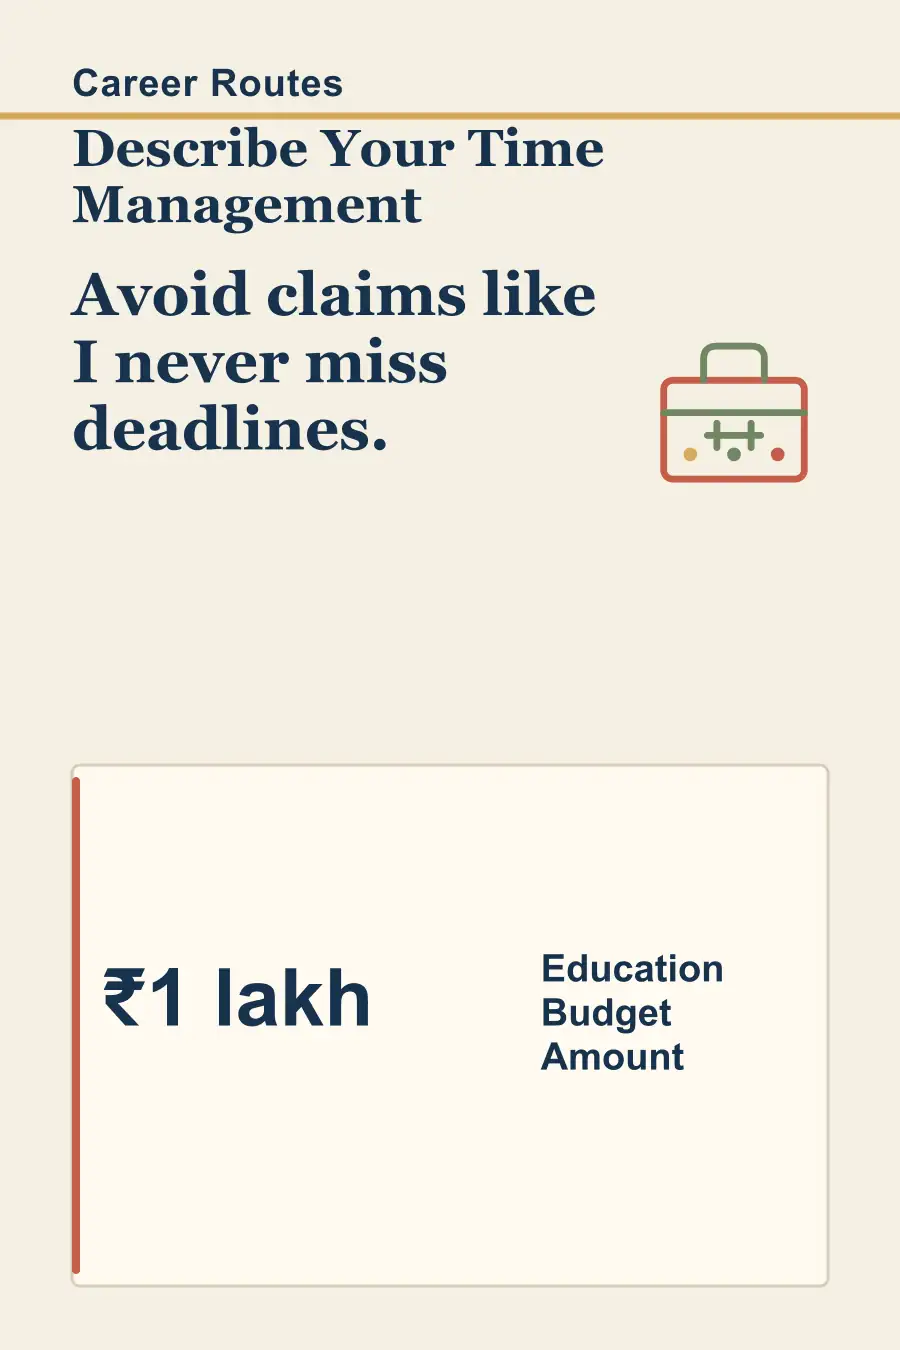 Career Routes
Describe Your Time
Management
Avoid claims like
I never miss
deadlines.
₹1 lakh
Education
Budget
Amount